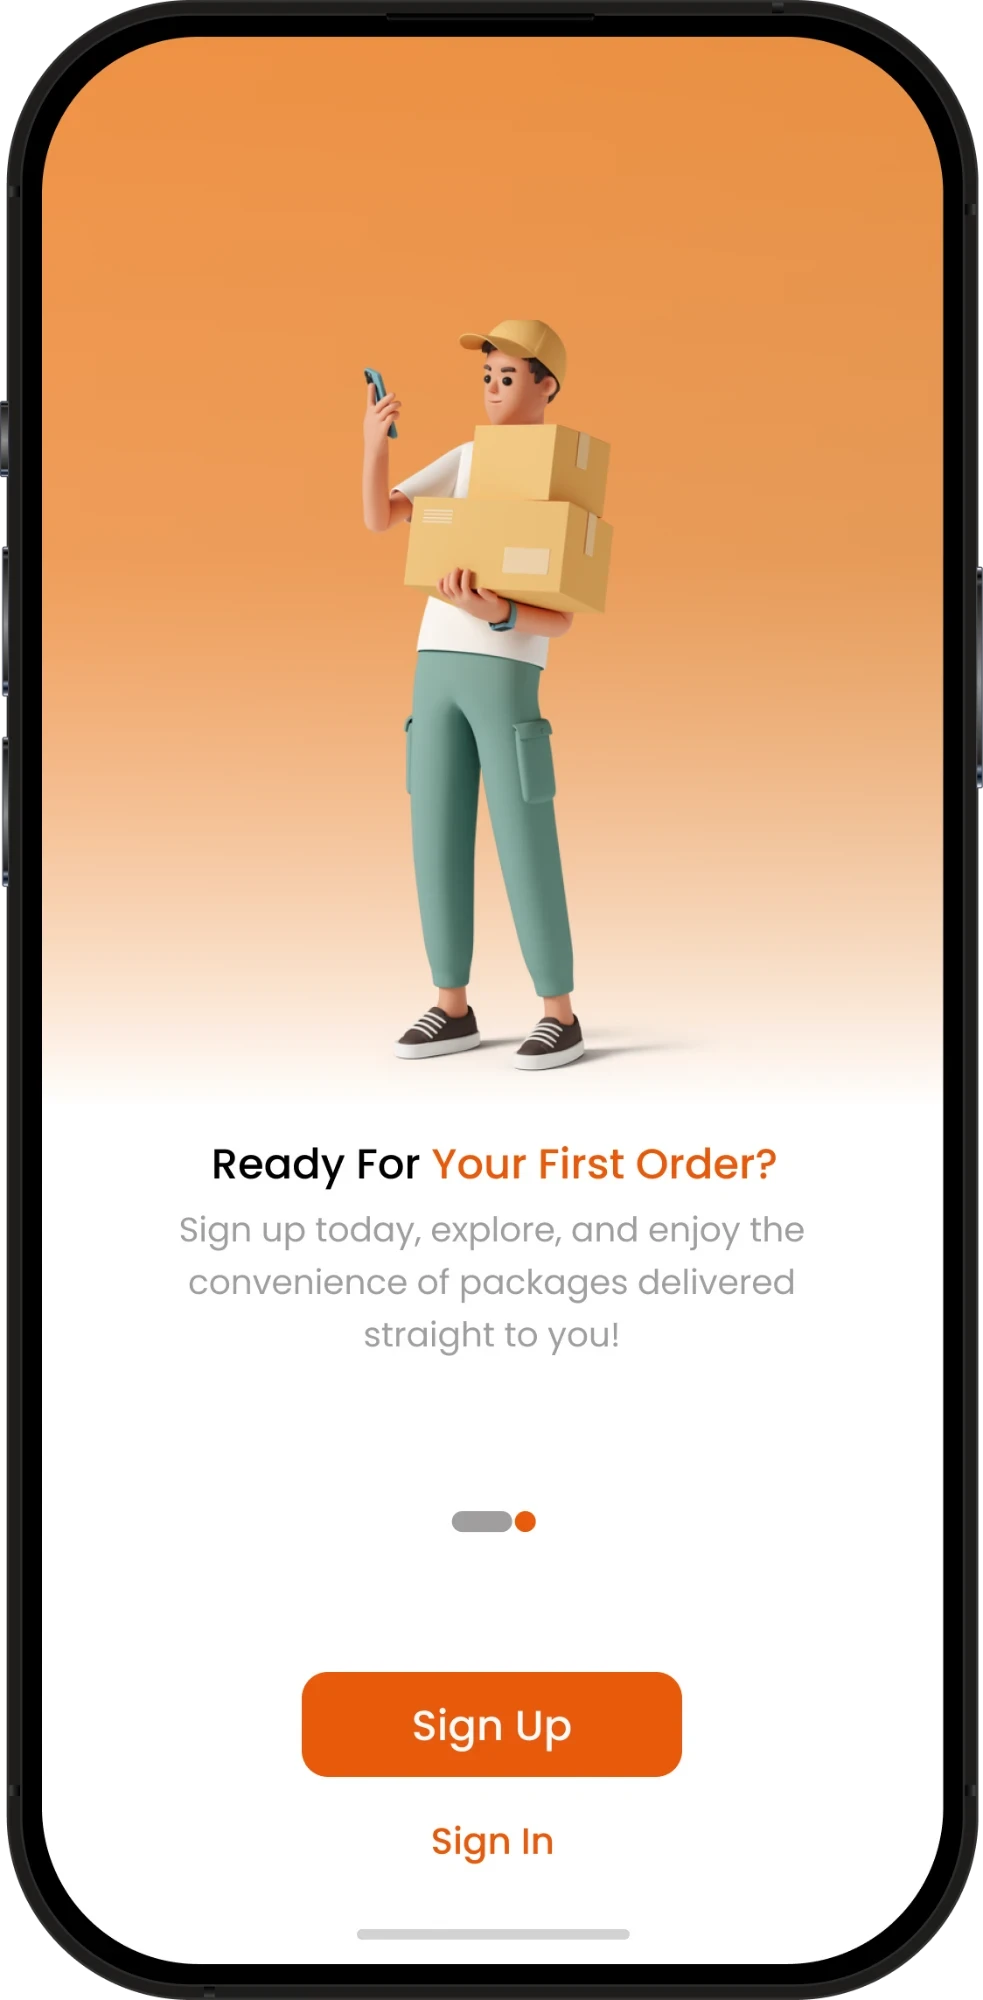 Ready For Your First Order?
Sign up today, explore, and enjoy the
convenience of packages delivered
straight to you!
Sign Up
Sign In